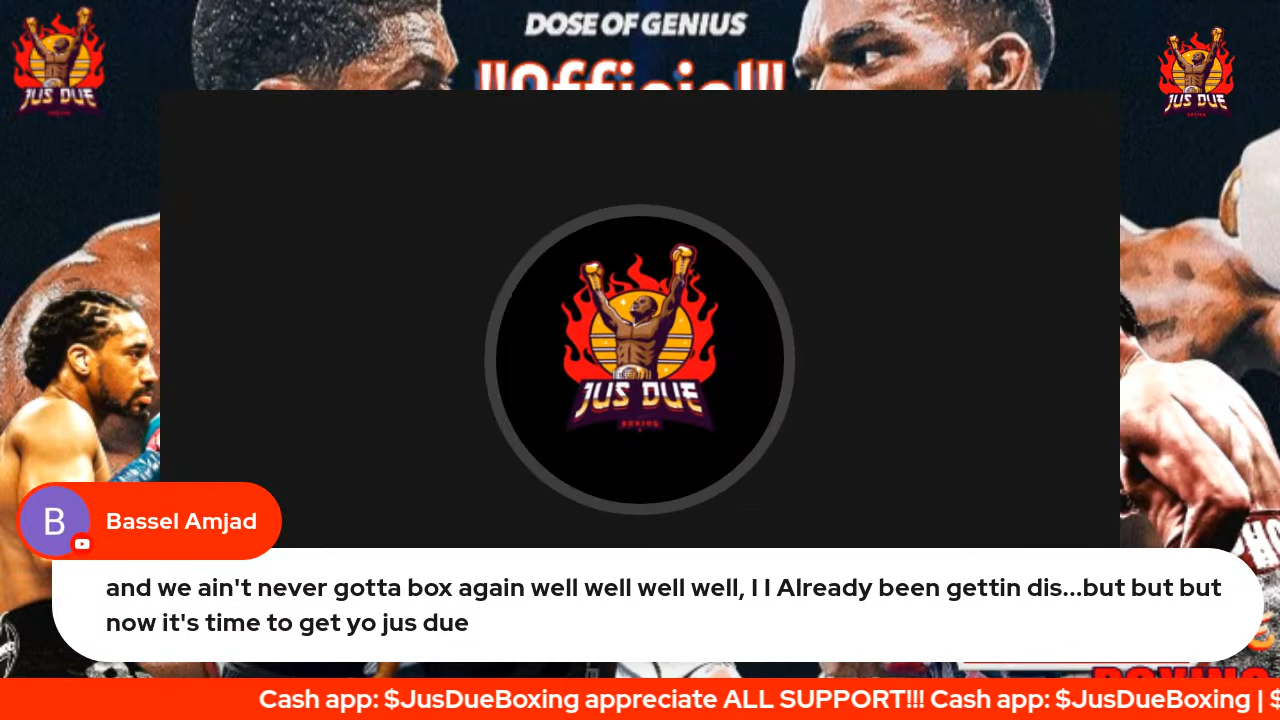 DOSE OF GENIUS
"Official"
JUS DUE
JUS DUE
JUS DUE
BOXING
B
Bassel Amjad
and we ain't never gotta box again well well well well, I I Already been gettin dis...but but but
now it's time to get yo jus due
Cash app: $JusDueBoxing appreciate ALL SUPPORT!!! Cash app: $JusDueBoxing | $